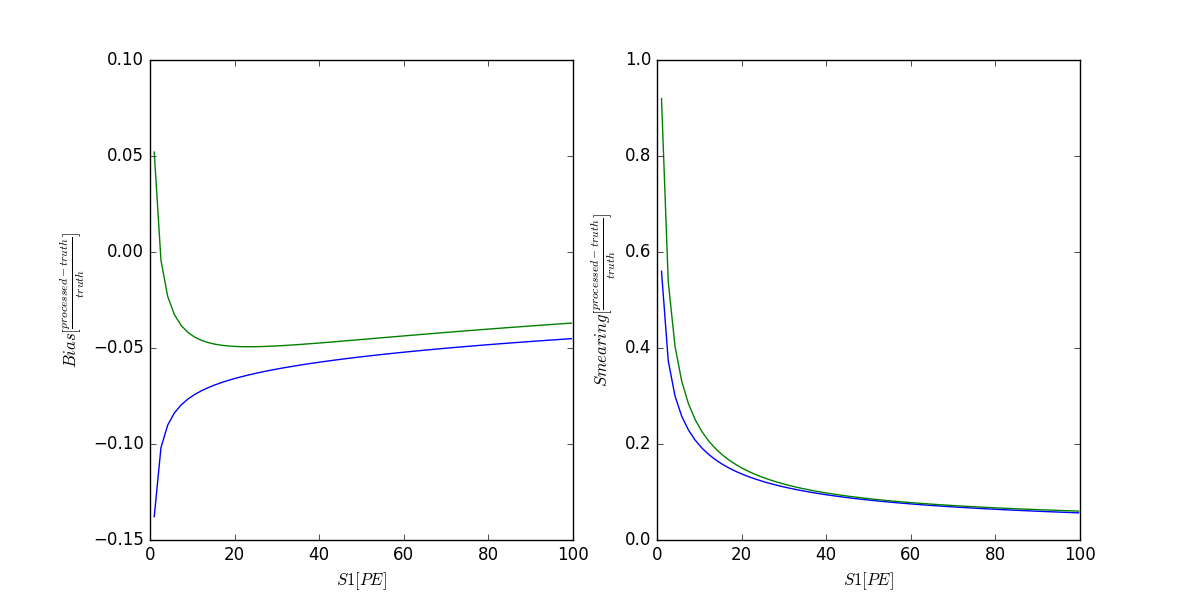 0.10
0.05
0.00
−0.05
−0.10
−0.15
0 20 40 60 80 100
S1[PE]
Bias[processed−truth
truth]
1.0
0.8
0.6
0.4
0.2
0.0
0 20 40 60 80 100
S1[PE]
Smearing[processed−truth
truth]